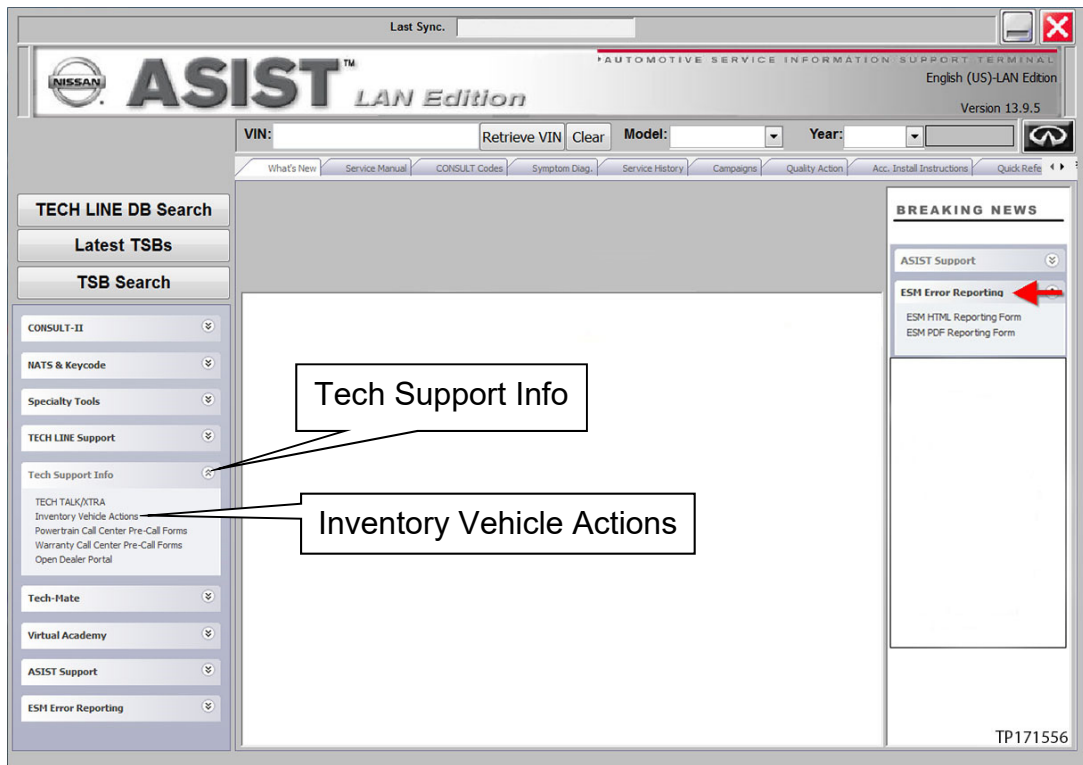 Last Sync.
NISSAN
ASIST™
LAN Edition
AUTOMOTIVE SERVICE INFORMATION SUPPORT TERMINAL
English (US)-LAN Edition
Version 13.9.5
VIN: Retrieve VIN Clear Model: Year:
What's New Service Manual CONSULT Codes Symptom Diag. Service History Campaigns Quality Action Acc. Install Instructions Quick Refe
TECH LINE DB Search
Latest TSBs
TSB Search
CONSULT-II
NATS & Keycode
Specialty Tools
TECH LINE Support
Tech Support Info
TECH TALK/XTRA
Inventory Vehicle Actions
Powertrain Call Center Pre-Call Forms
Warranty Call Center Pre-Call Forms
Open Dealer Portal
Tech-Mate
Virtual Academy
ASIST Support
ESM Error Reporting
Tech Support Info
Inventory Vehicle Actions
BREAKING NEWS
ASIST Support
ESM Error Reporting
ESM HTML Reporting Form
ESM PDF Reporting Form
TP171556